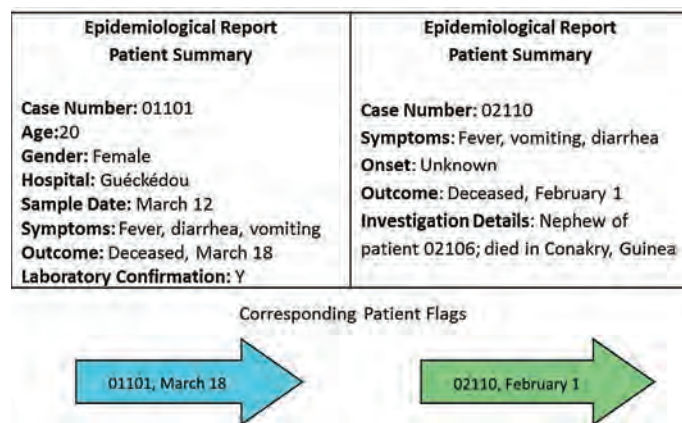 Epidemiological Report
Patient Summary
Case Number: 01101
Age:20
Gender: Female
Hospital: Guéckédou
Sample Date: March 12
Symptoms: Fever, diarrhea, vomiting
Outcome: Deceased, March 18
Laboratory Confirmation: Y
Epidemiological Report
Patient Summary
Case Number: 02110
Symptoms: Fever, vomiting, diarrhea
Onset: Unknown
Outcome: Deceased, February 1
Investigation Details: Nephew of
patient 02106; died in Conakry, Guinea
Corresponding Patient Flags
01101, March 18
02110, February 1